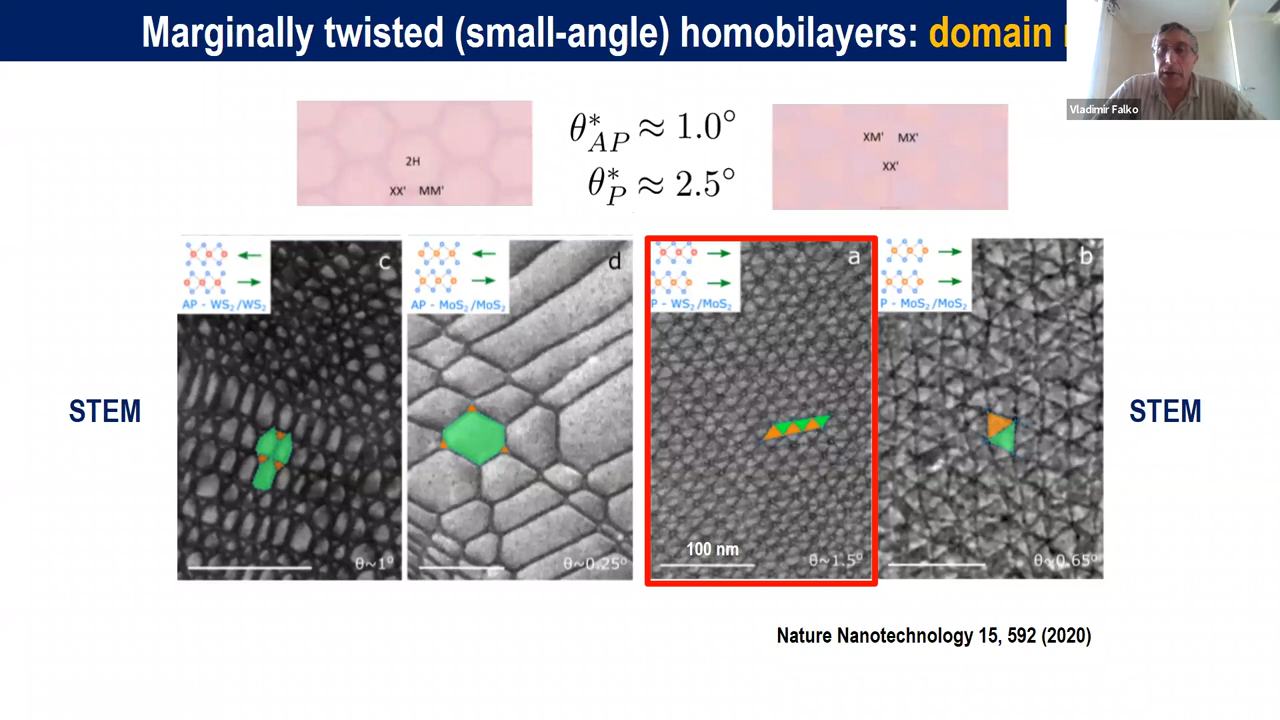 Marginally twisted (small-angle) homobilayers: domain
Vladimir Falko
2H
XX' MM'
θ*AP ≈ 1.0°
θ*P ≈ 2.5°
XM' MX'
XX'
AP - WS₂/WS₂
c
AP - MoS₂/MoS₂
d
P - WS₂/MoS₂
a
P - MoS₂/MoS₂
b
STEM
STEM
θ~1°
θ~0.25°
100 nm
θ~1.5°
θ~0.65°
Nature Nanotechnology 15, 592 (2020)